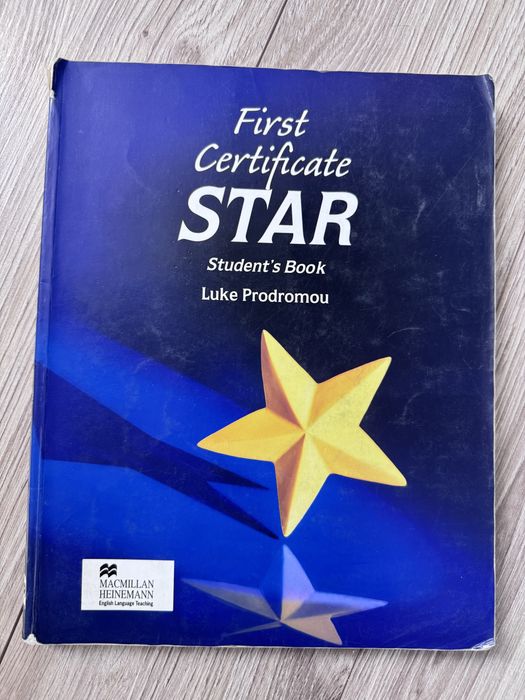 First
Certificate
STAR
Student's Book
Luke Prodromou
MACMILLAN
HEINEMANN
English Language Teaching